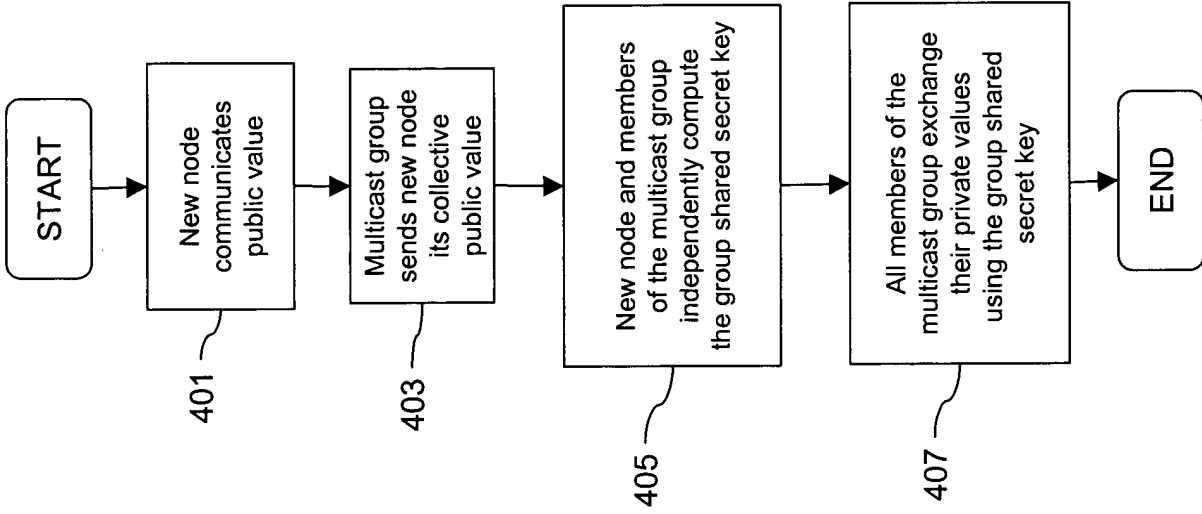 START
New node
communicates
public value
401
Multicast group
sends new node
its collective
public value
403
New node and members
of the multicast group
independently compute
the group shared secret key
405
All members of the
multicast group exchange
their private values
using the group shared
secret key
407
END